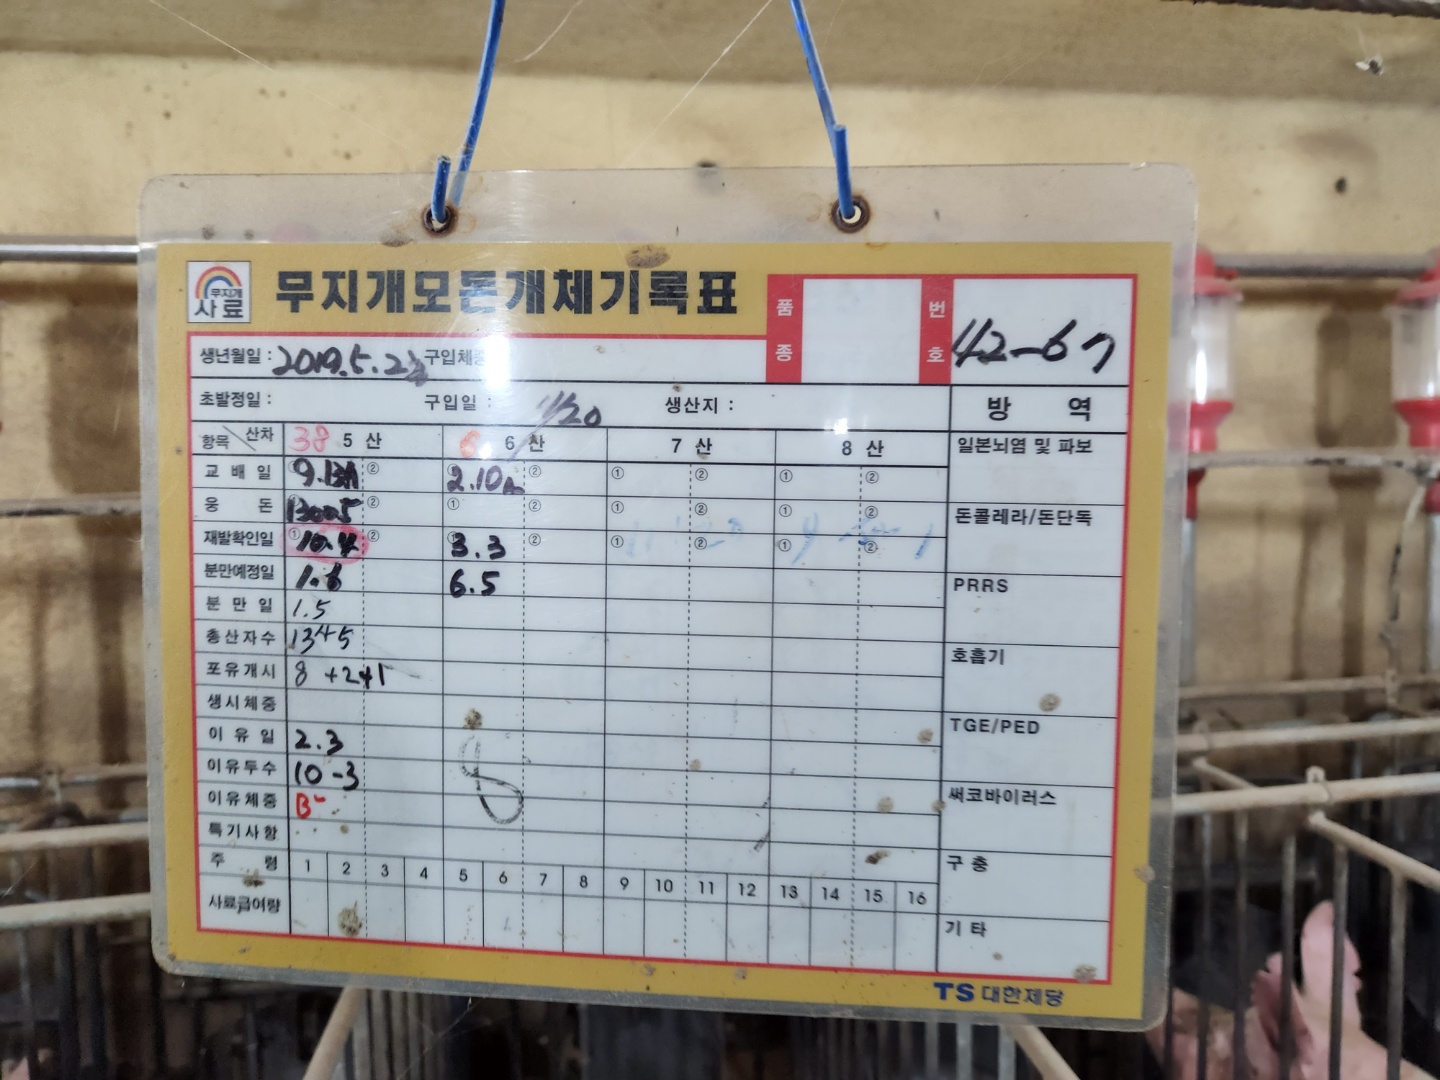 무지개
사료
무지개모돈개체기록표
품종
번호 42-67
생년월일 : 2019.5. 구입체중
초발정일 : 구입일 : 1/20 생산지 :
방 역
항목 산차 38 5 산 6 산 7 산 8 산
일본뇌염 및 파보
교 배 일 ① 9.13A ② ① 2.10 ② ① ② ① ②
웅 돈 ② ① ② ① ② ① ②
돈콜레라/돈단독
재발확인일 ① 10.4 ② 3.3 ② ① ② ① ②
분만예정일 1.6 6.5
PRRS
분 만 일 1.5
총산자수 13+5
호흡기
포유개시 8 +2+1
생시체중
TGE/PED
이 유 일 2.3
이유두수 10-3
써코바이러스
이유체중 B-
특기사항
구 충
주 령 1 2 3 4 5 6 7 8 9 10 11 12 13 14 15 16
사료급여량
기 타
TS 대한제당